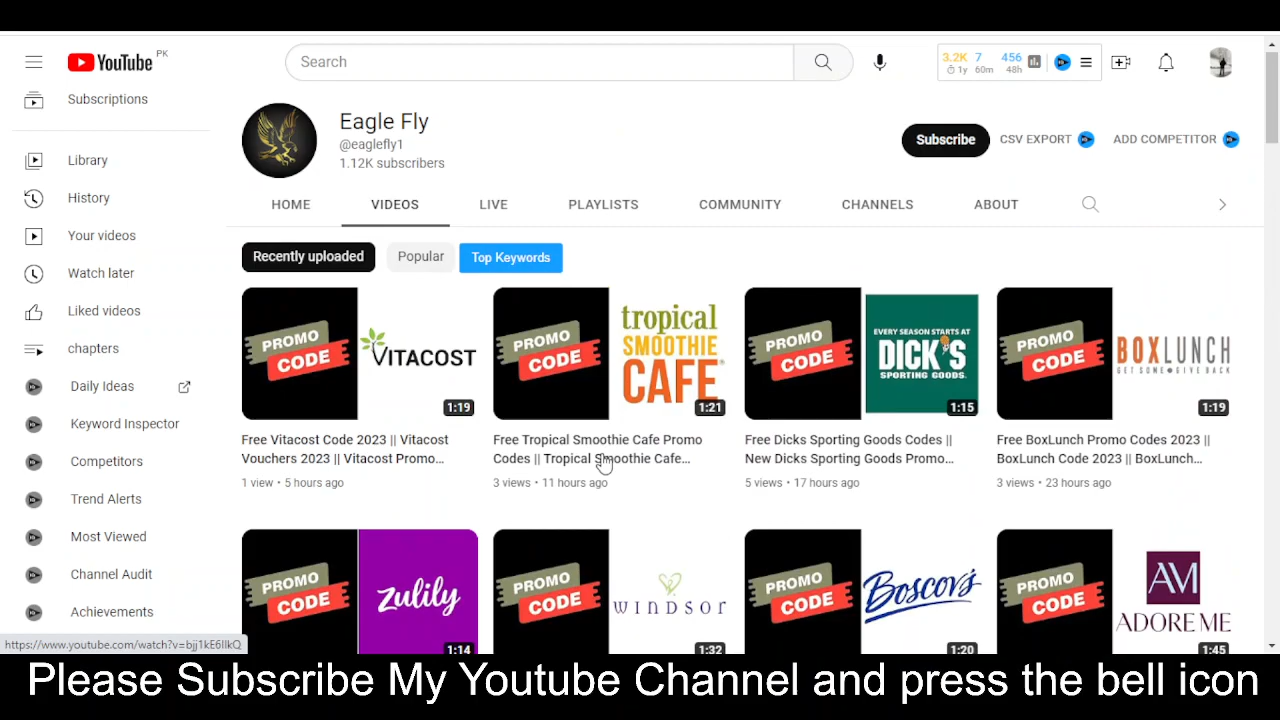 YouTube PK
Search
3.2K 7 456
1y 60m 48h
Subscriptions
Library
History
Your videos
Watch later
Liked videos
chapters
Daily Ideas
Keyword Inspector
Competitors
Trend Alerts
Most Viewed
Channel Audit
Achievements
Eagle Fly
@eaglefly1
1.12K subscribers
Subscribe
CSV EXPORT
ADD COMPETITOR
HOME VIDEOS LIVE PLAYLISTS COMMUNITY CHANNELS ABOUT
Recently uploaded Popular Top Keywords
PROMO
CODE
VITACOST
1:19
Free Vitacost Code 2023 || Vitacost
Vouchers 2023 || Vitacost Promo...
1 view • 5 hours ago
PROMO
CODE
tropical
SMOOTHIE
CAFE
1:21
Free Tropical Smoothie Cafe Promo
Codes || Tropical Smoothie Cafe...
3 views • 11 hours ago
PROMO
CODE
EVERY SEASON STARTS AT
DICK'S
SPORTING GOODS.
1:15
Free Dicks Sporting Goods Codes ||
New Dicks Sporting Goods Promo...
5 views • 17 hours ago
PROMO
CODE
BOXLUNCH
GET SOME • GIVE BACK
1:19
Free BoxLunch Promo Codes 2023 ||
BoxLunch Code 2023 || BoxLunch...
3 views • 23 hours ago
PROMO
CODE
zulily
1:14
PROMO
CODE
WINDSOR
1:32
PROMO
CODE
Boscov's
1:20
PROMO
CODE
AM
ADORE ME
1:45
https://www.youtube.com/watch?v=bjj1kE6IlkQ
Please Subscribe My Youtube Channel and press the bell icon